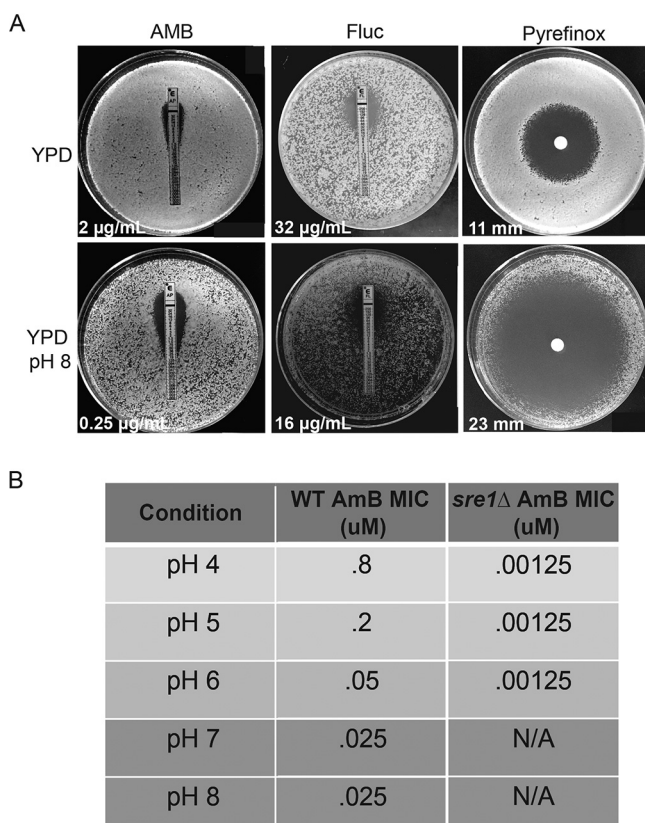 A
AMB Fluc Pyrefinox
YPD
AP
2 µg/mL 32 µg/mL 11 mm
YPD
pH 8
AP
0.25 µg/mL 16 µg/mL 23 mm
B
Condition WT AmB MIC (uM) sre1Δ AmB MIC (uM)
pH 4 .8 .00125
pH 5 .2 .00125
pH 6 .05 .00125
pH 7 .025 N/A
pH 8 .025 N/A